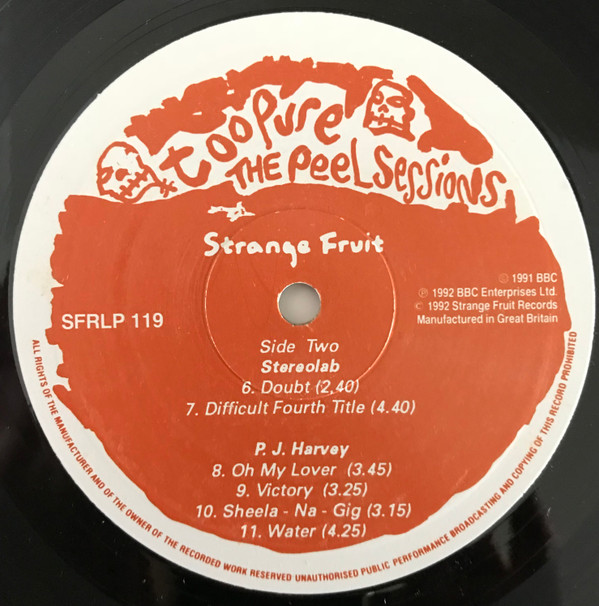 too pure
THE PeeL Sessions
Strange Fruit
SFRLP 119
© 1991 BBC
℗ 1992 BBC Enterprises Ltd.
© 1992 Strange Fruit Records
Manufactured in Great Britain
Side Two
Stereolab
6. Doubt (2,40)
7. Difficult Fourth Title (4.40)
P. J. Harvey
8. Oh My Lover (3.45)
9. Victory (3.25)
10. Sheela - Na - Gig (3.15)
11. Water (4.25)
ALL RIGHTS OF THE MANUFACTURER AND OF THE OWNER OF THE RECORDED WORK RESERVED UNAUTHORISED PUBLIC PERFORMANCE BROADCASTING AND COPYING OF THIS RECORD PROHIBITED